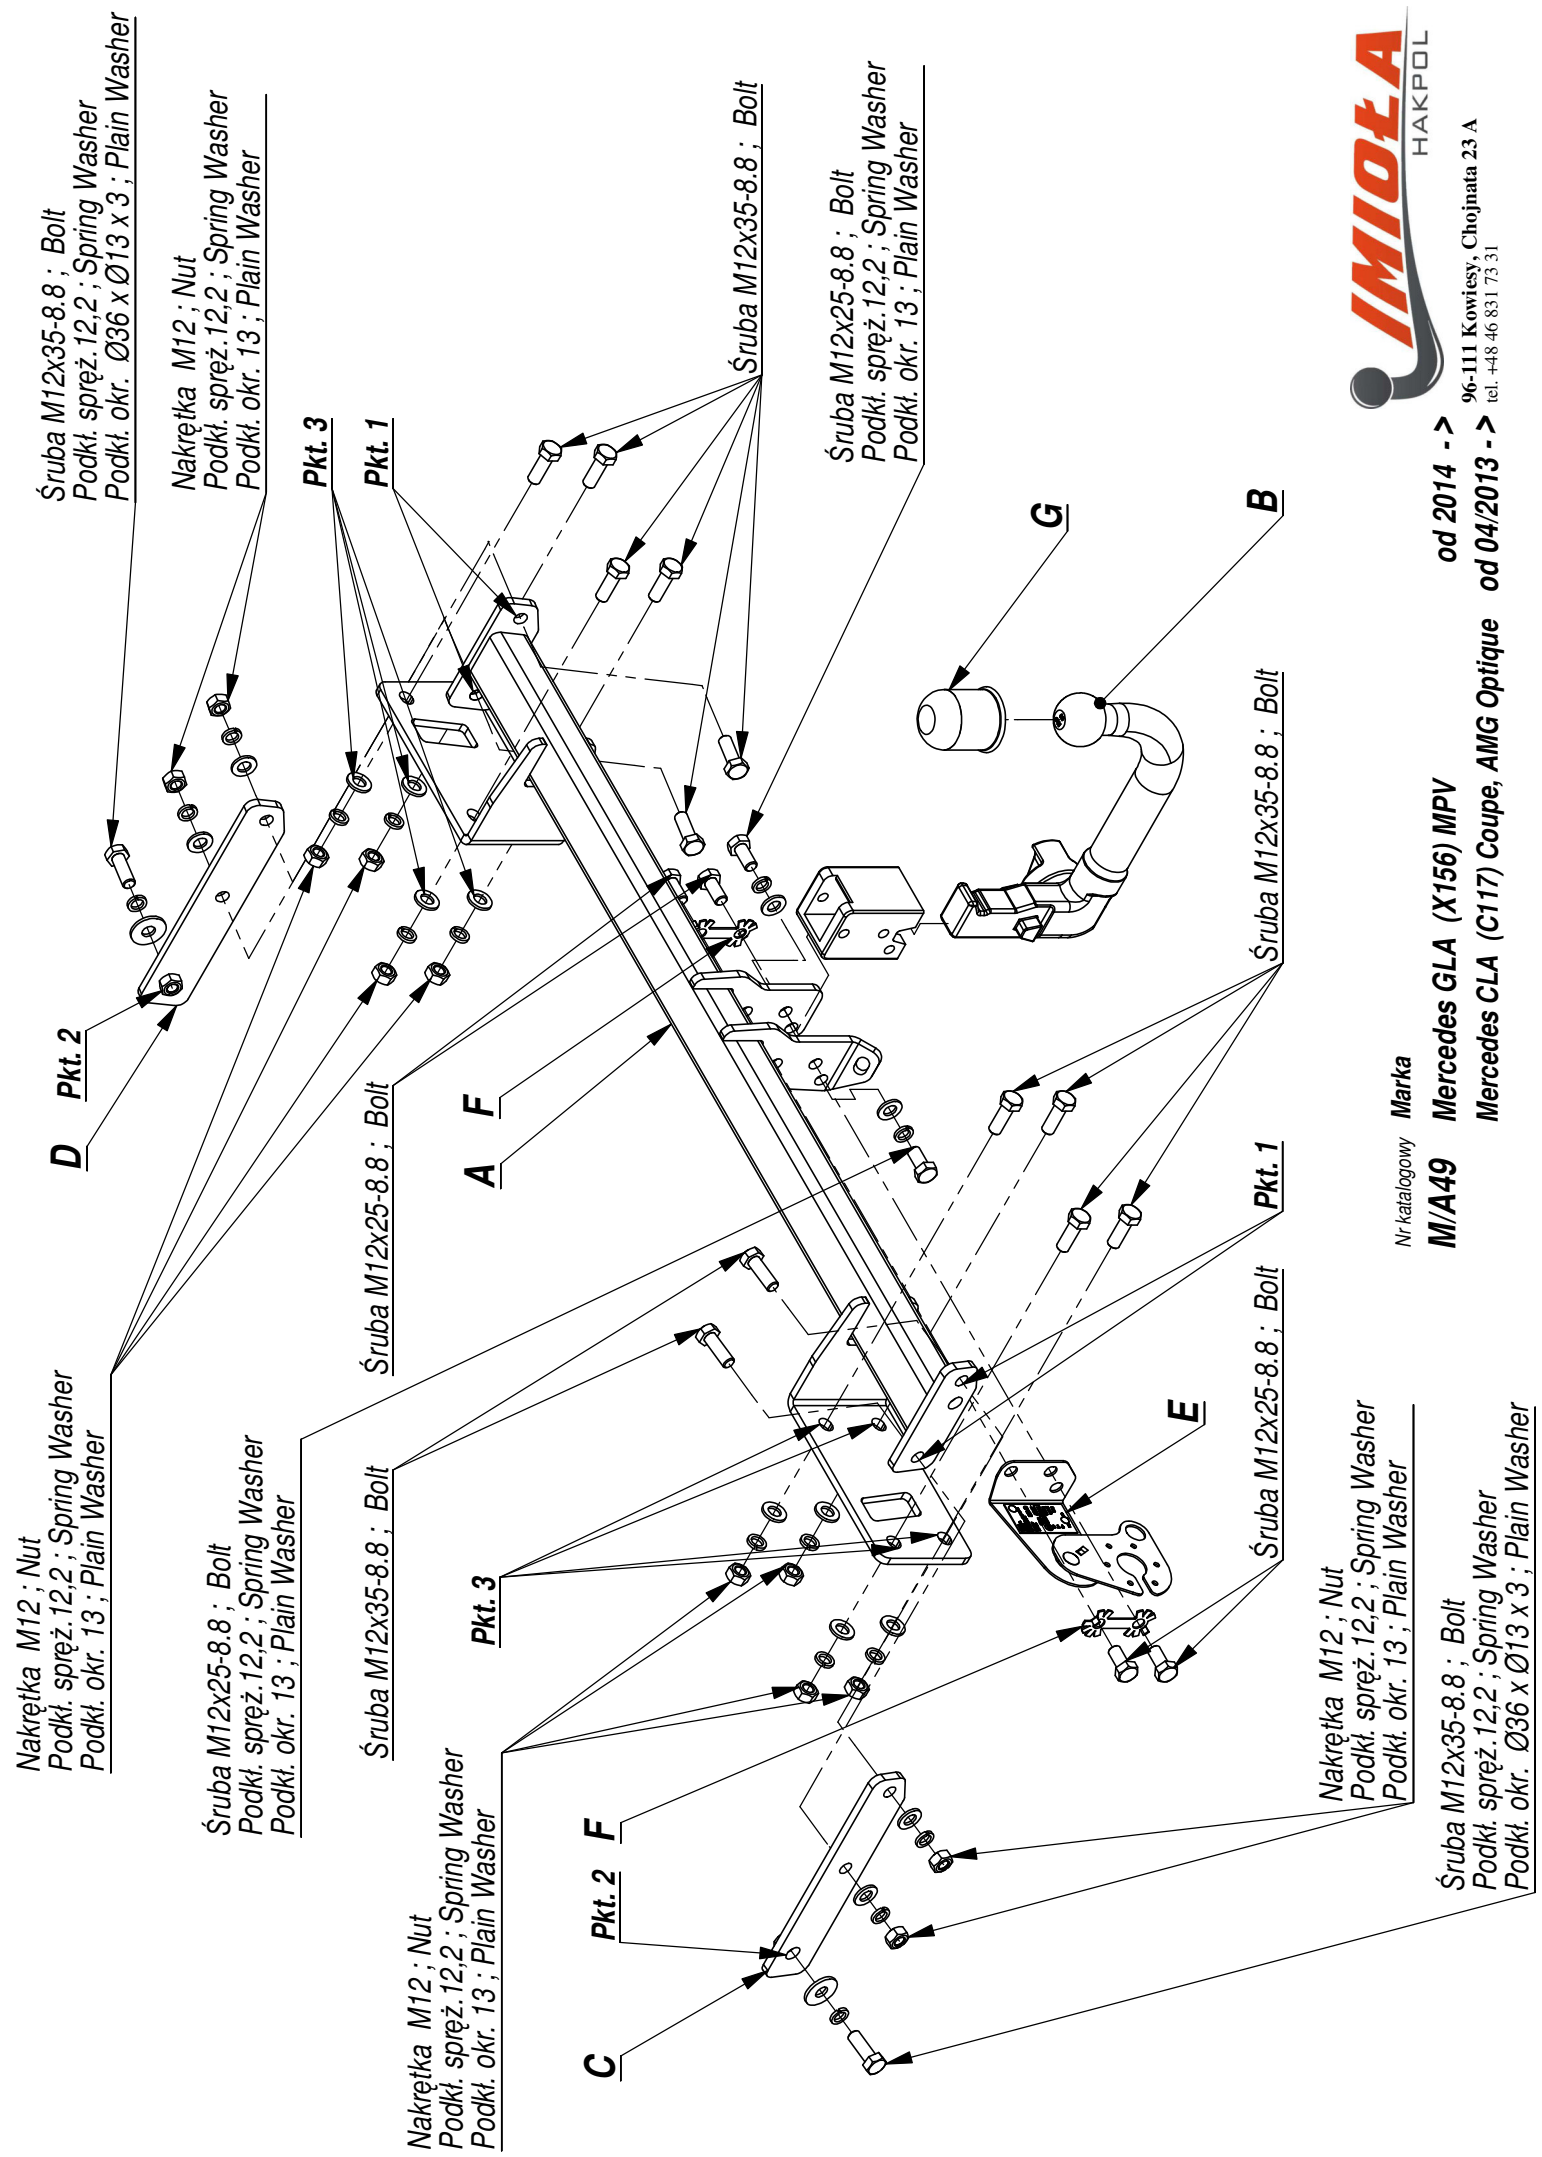 Nakrętka M12 ; Nut
Podkł. spręż.12,2 ; Spring Washer
Podkł. okr. 13 ; Plain Washer
Śruba M12x25-8.8 ; Bolt
Podkł. spręż.12,2 ; Spring Washer
Podkł. okr. 13 ; Plain Washer
Śruba M12x35-8.8 ; Bolt
Nakrętka M12 ; Nut
Podkł. spręż.12,2 ; Spring Washer
Podkł. okr. 13 ; Plain Washer
Pkt. 3
F
Pkt. 2
C
D
Pkt. 2
Śruba M12x25-8.8 ; Bolt
F
A
Śruba M12x35-8.8 ; Bolt
Podkł. spręż.12,2 ; Spring Washer
Podkł. okr. Ø36 x Ø13 x 3 ; Plain Washer
Nakrętka M12 ; Nut
Podkł. spręż.12,2 ; Spring Washer
Podkł. okr. 13 ; Plain Washer
Pkt. 3
Pkt. 1
Śruba M12x35-8.8 ; Bolt
Śruba M12x25-8.8 ; Bolt
Podkł. spręż.12,2 ; Spring Washer
Podkł. okr. 13 ; Plain Washer
G
B
Śruba M12x35-8.8 ; Bolt
Pkt. 1
E
Śruba M12x25-8.8 ; Bolt
Nakrętka M12 ; Nut
Podkł. spręż.12,2 ; Spring Washer
Podkł. okr. 13 ; Plain Washer
Śruba M12x35-8.8 ; Bolt
Podkł. spręż.12,2 ; Spring Washer
Podkł. okr. Ø36 x Ø13 x 3 ; Plain Washer
Nr katalogowy Marka
M/A49 Mercedes GLA (X156) MPV od 2014 - >
Mercedes CLA (C117) Coupe, AMG Optique od 04/2013 - >
IMIOŁA
HAKPOL
96-111 Kowiesy, Chojnata 23 A
tel. +48 46 831 73 31